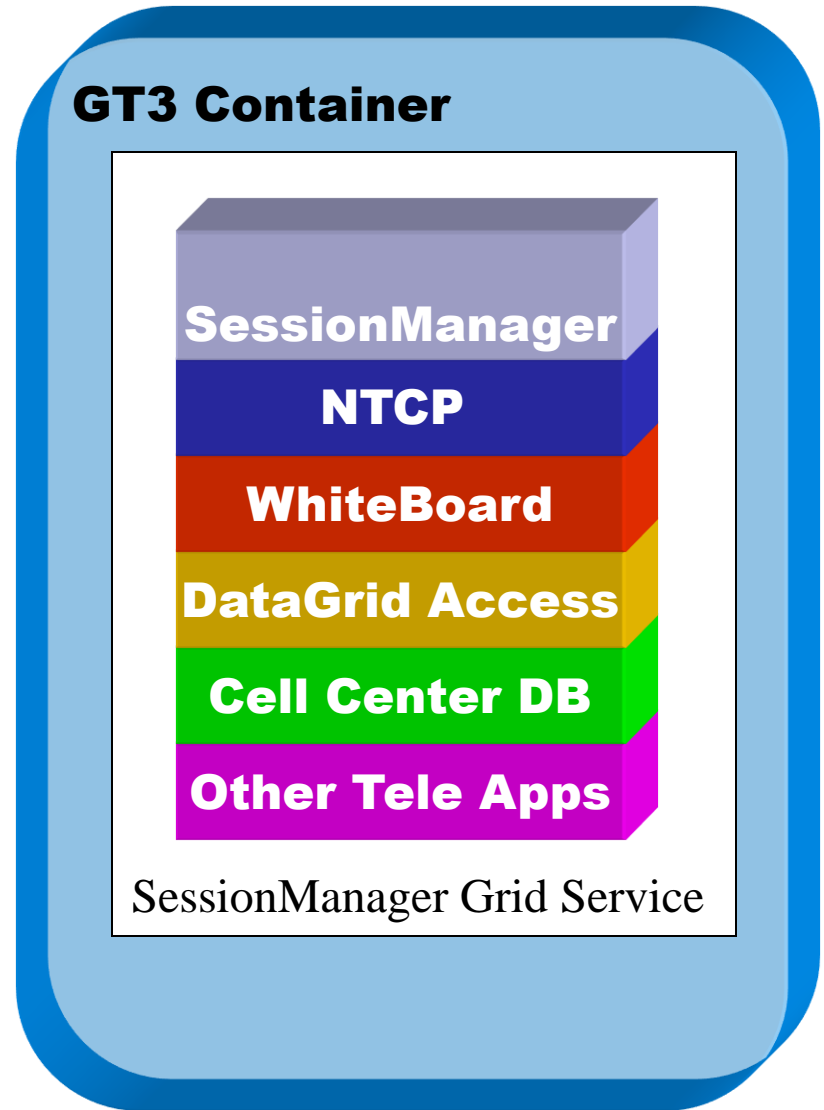 GT3 Container
SessionManager
NTCP
WhiteBoard
DataGrid Access
Cell Center DB
Other Tele Apps
SessionManager Grid Service